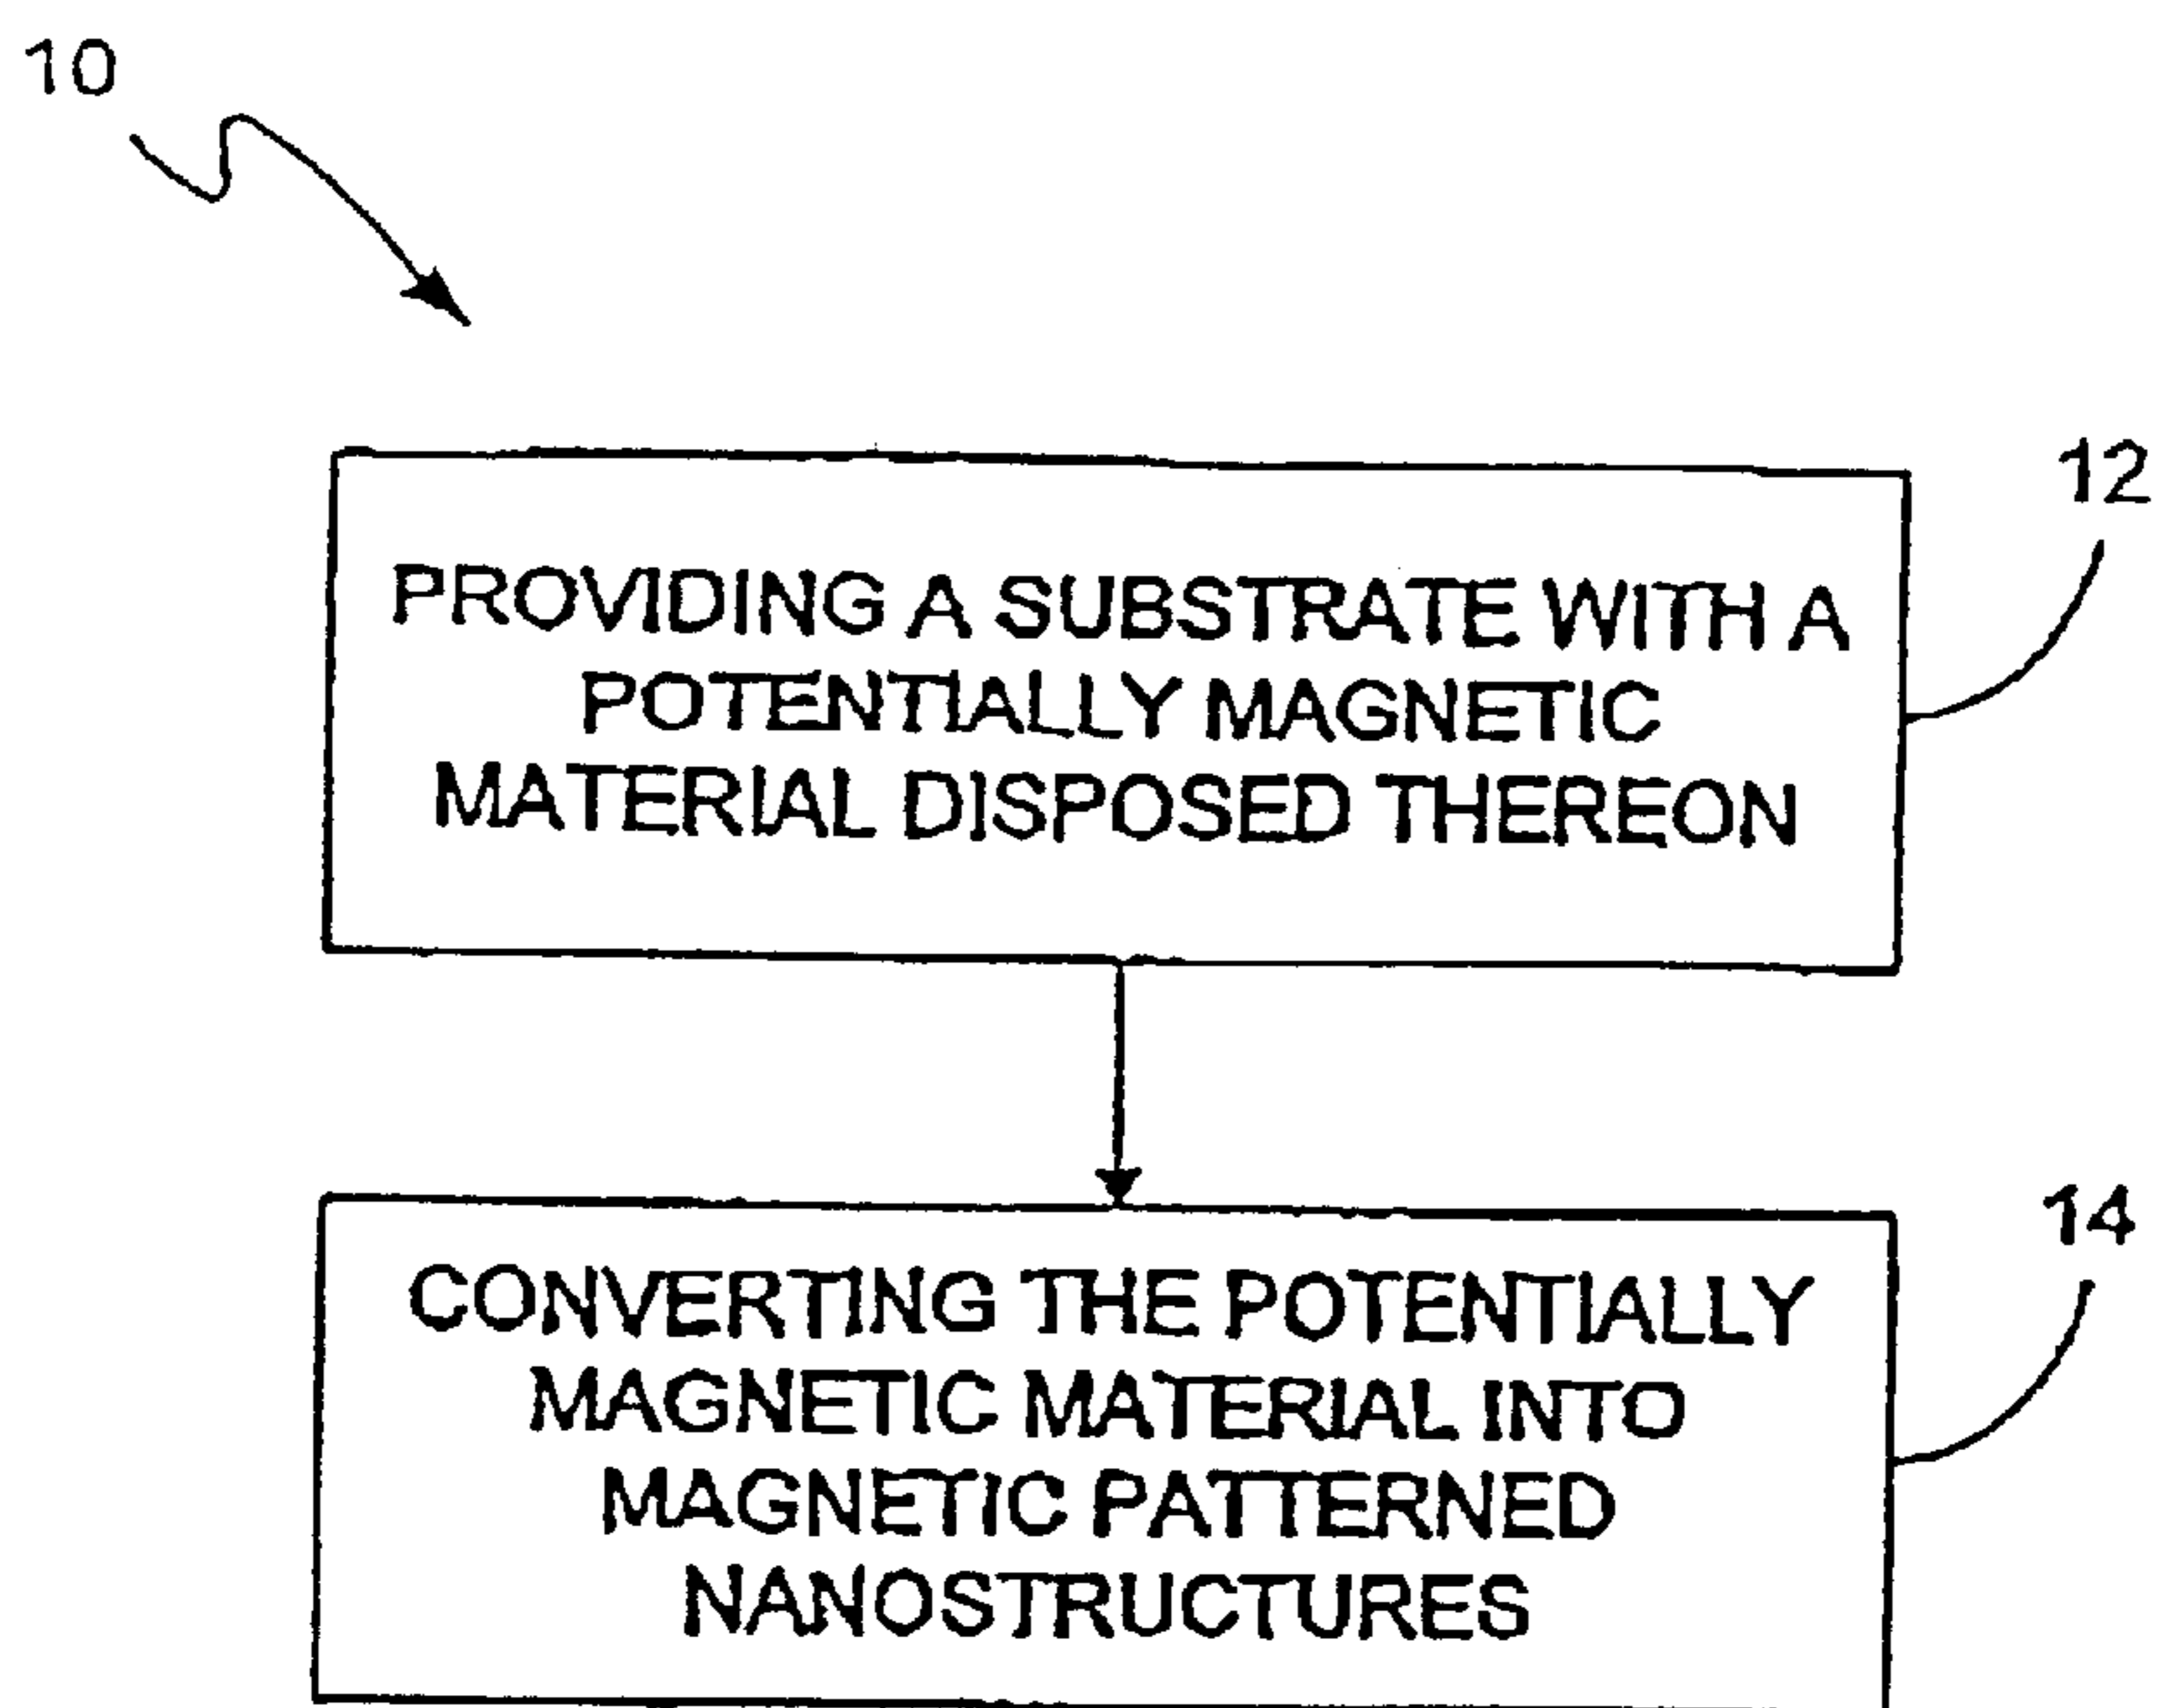 10
12
PROVIDING A SUBSTRATE WITH A
POTENTIALLY MAGNETIC
MATERIAL DISPOSED THEREON
14
CONVERTING THE POTENTIALLY
MAGNETIC MATERIAL INTO
MAGNETIC PATTERNED
NANOSTRUCTURES